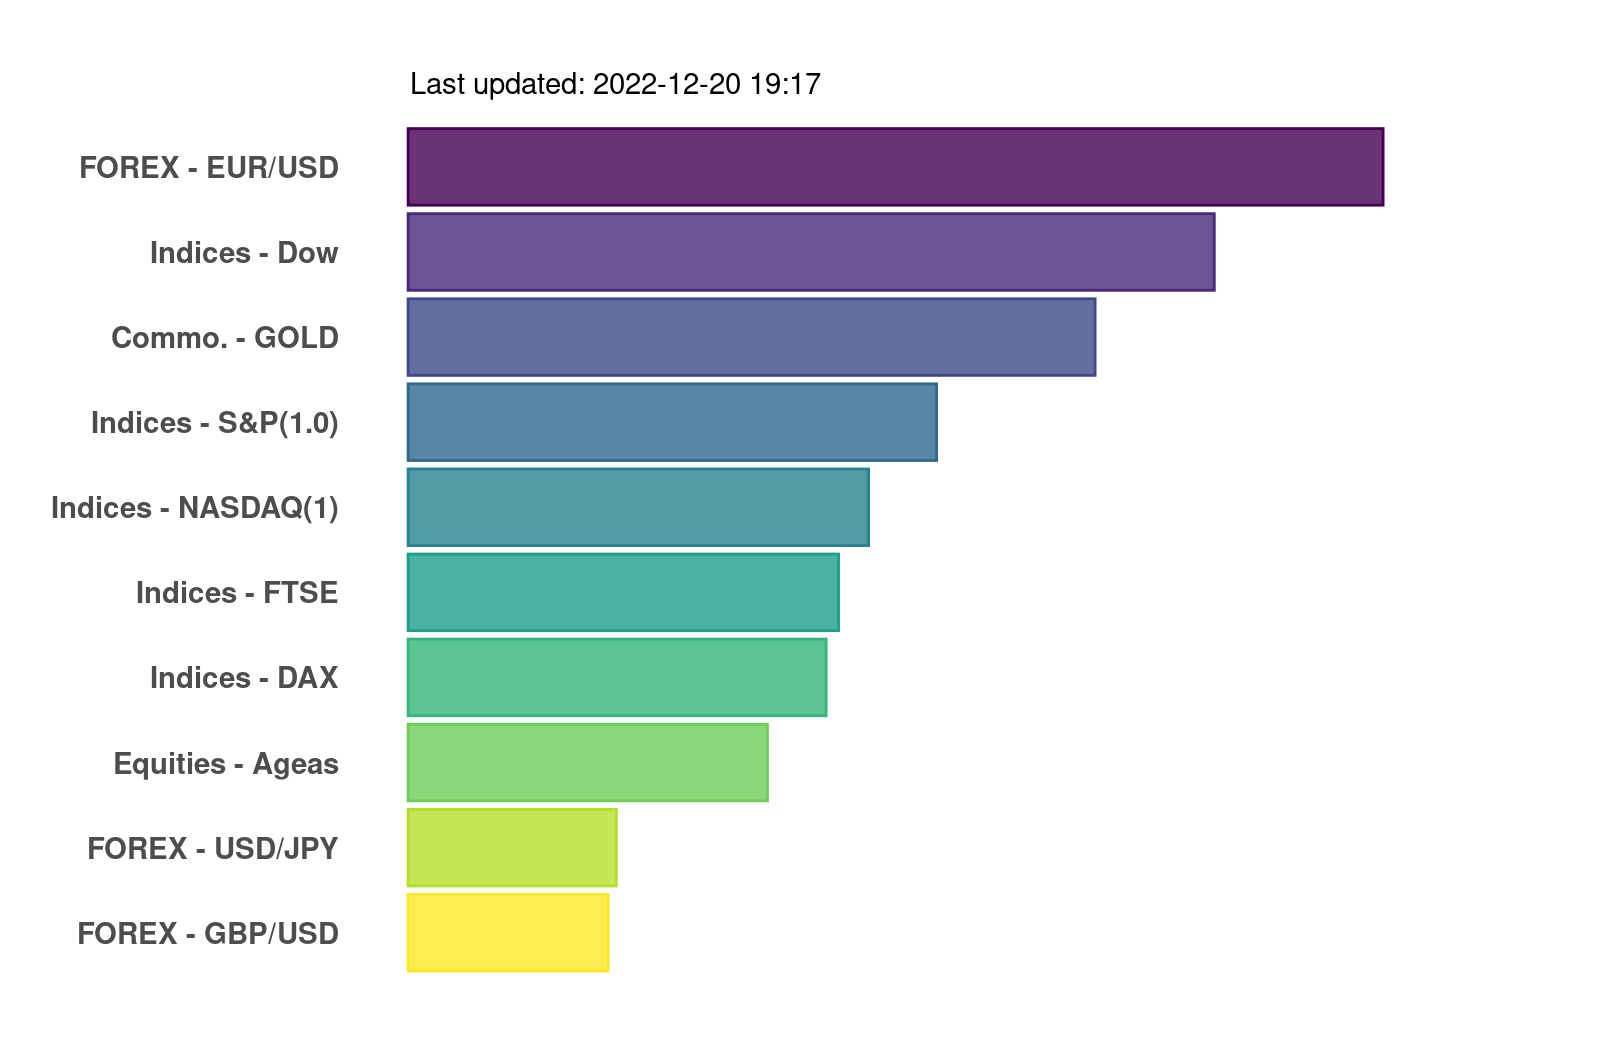 Last updated: 2022-12-20 19:17
FOREX - EUR/USD
Indices - Dow
Commo. - GOLD
Indices - S&P(1.0)
Indices - NASDAQ(1)
Indices - FTSE
Indices - DAX
Equities - Ageas
FOREX - USD/JPY
FOREX - GBP/USD